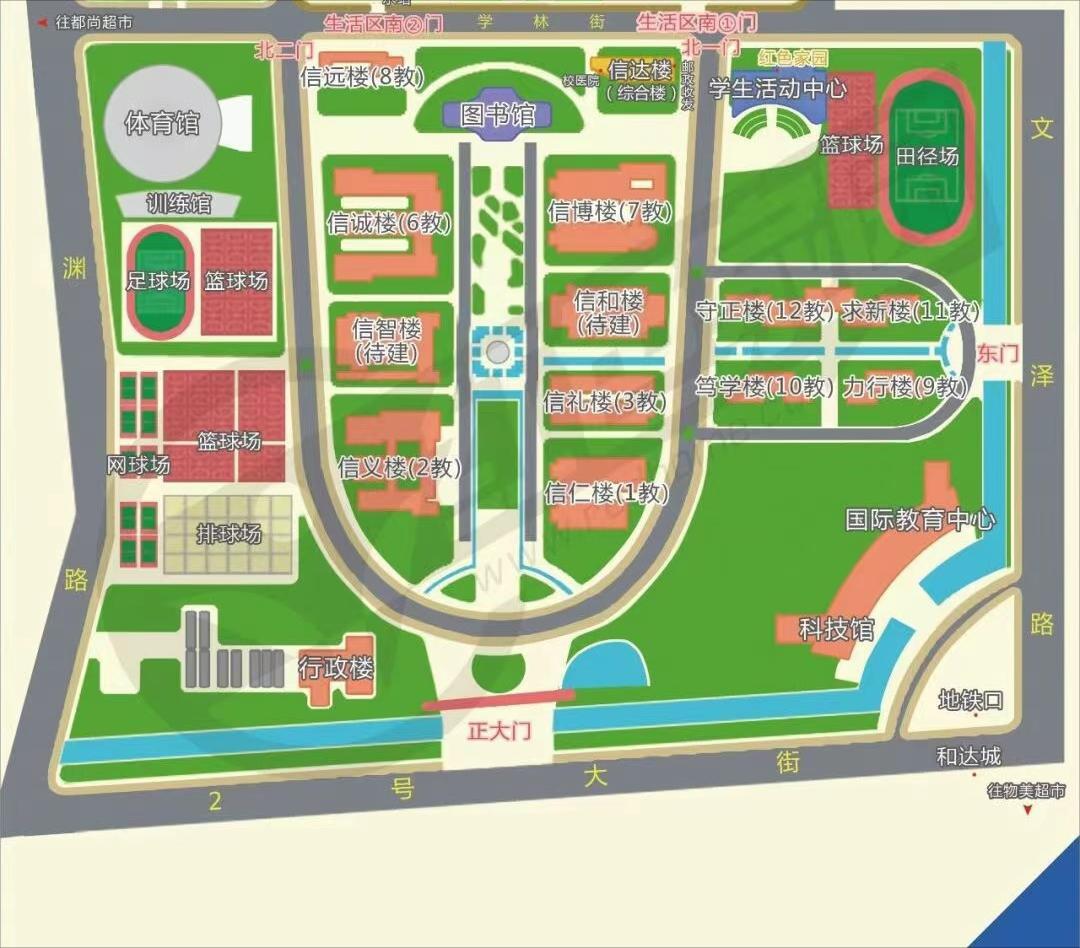 往都尚超市
生活区南②门
学林街
生活区南①门
北二门
北一门
红色家园
信远楼(8教)
校医院
信达楼
(综合楼)
邮政收发
学生活动中心
体育馆
图书馆
篮球场
田径场
文泽路
训练馆
信诚楼(6教)
信博楼(7教)
渊路
足球场
篮球场
信智楼
(待建)
信和楼
(待建)
守正楼(12教)
求新楼(11教)
东门
信礼楼(3教)
笃学楼(10教)
力行楼(9教)
篮球场
网球场
信义楼(2教)
信仁楼(1教)
排球场
国际教育中心
科技馆
行政楼
地铁口
正大门
和达城
2号大街
往物美超市